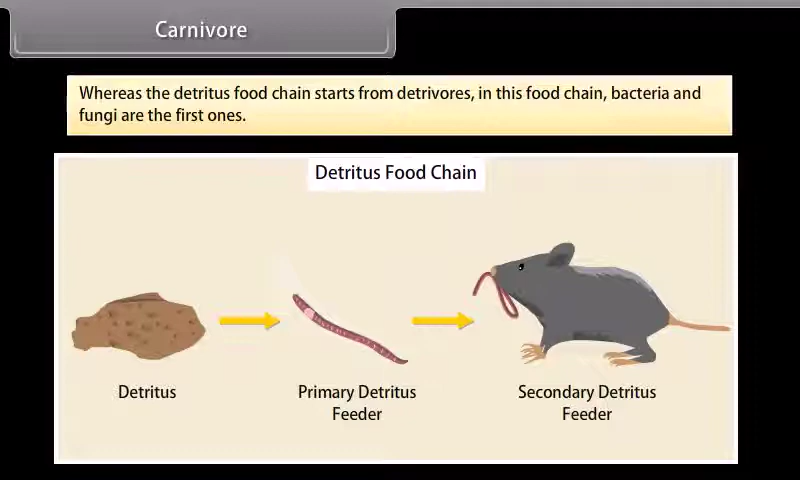 Carnivore
Whereas the detritus food chain starts from detrivores, in this food chain, bacteria and
fungi are the first ones.
Detritus Food Chain
Detritus
Primary Detritus
Feeder
Secondary Detritus
Feeder